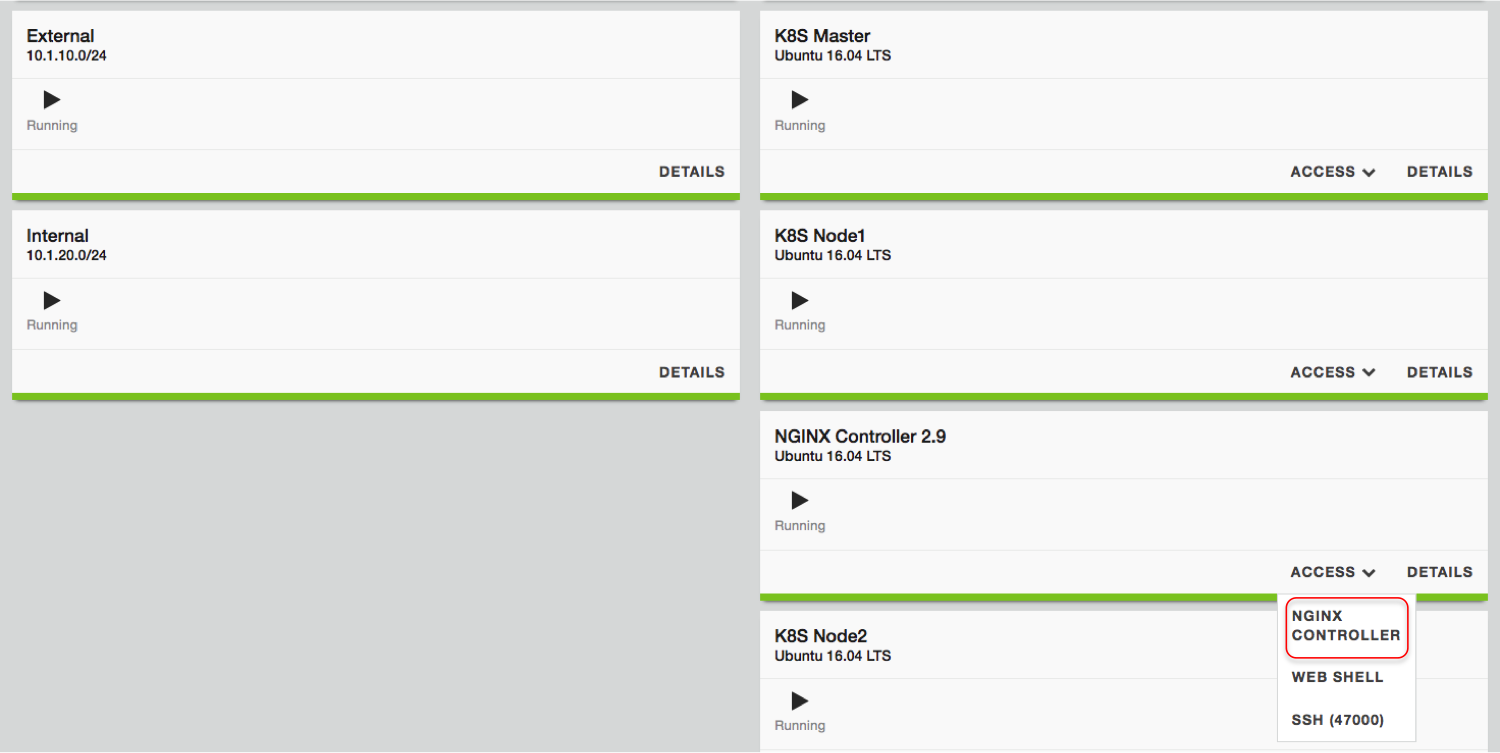 External
10.1.10.0/24
Running
DETAILS
Internal
10.1.20.0/24
Running
DETAILS
K8S Master
Ubuntu 16.04 LTS
Running
ACCESS DETAILS
K8S Node1
Ubuntu 16.04 LTS
Running
ACCESS DETAILS
NGINX Controller 2.9
Ubuntu 16.04 LTS
Running
ACCESS DETAILS
NGINX
CONTROLLER
WEB SHELL
SSH (47000)
K8S Node2
Ubuntu 16.04 LTS
Running